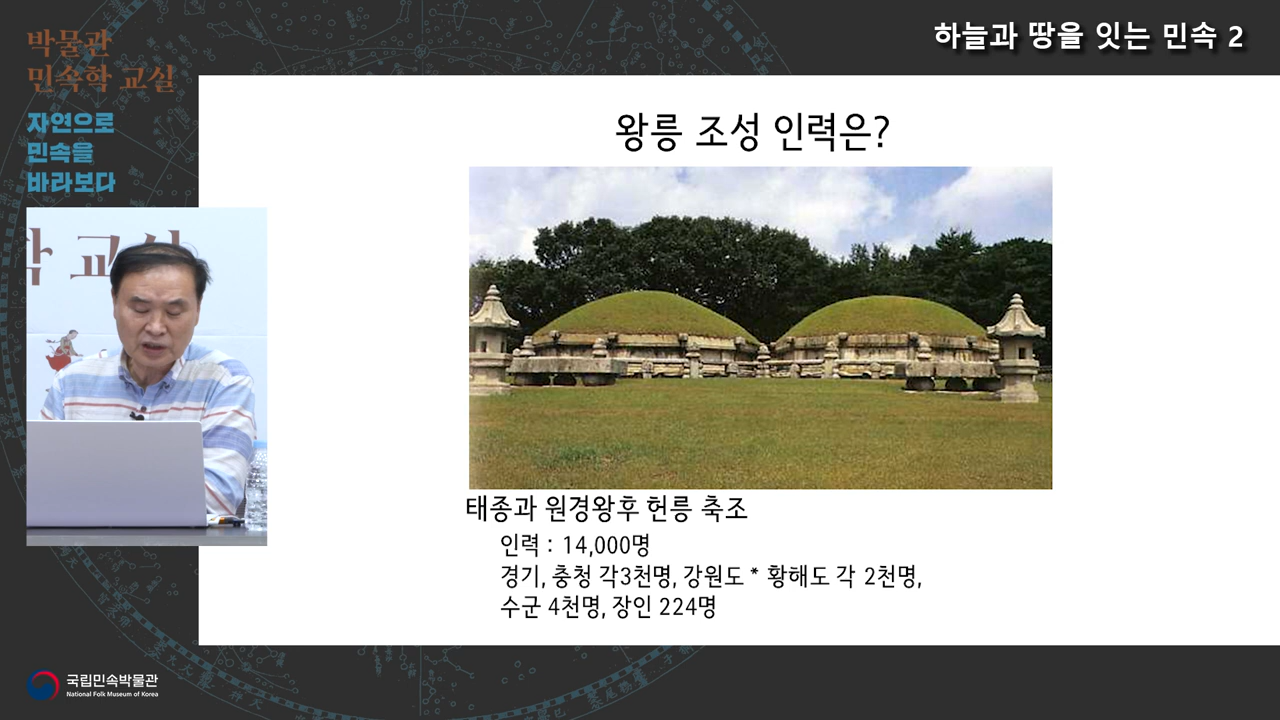 박물관
민속학 교실
자연으로
민속을
바라보다
하늘과 땅을 잇는 민속 2
왕릉 조성 인력은?
학 교실
태종과 원경왕후 헌릉 축조
인력 : 14,000명
경기, 충청 각3천명, 강원도 * 황해도 각 2천명,
수군 4천명, 장인 224명
국립민속박물관
National Folk Museum of Korea